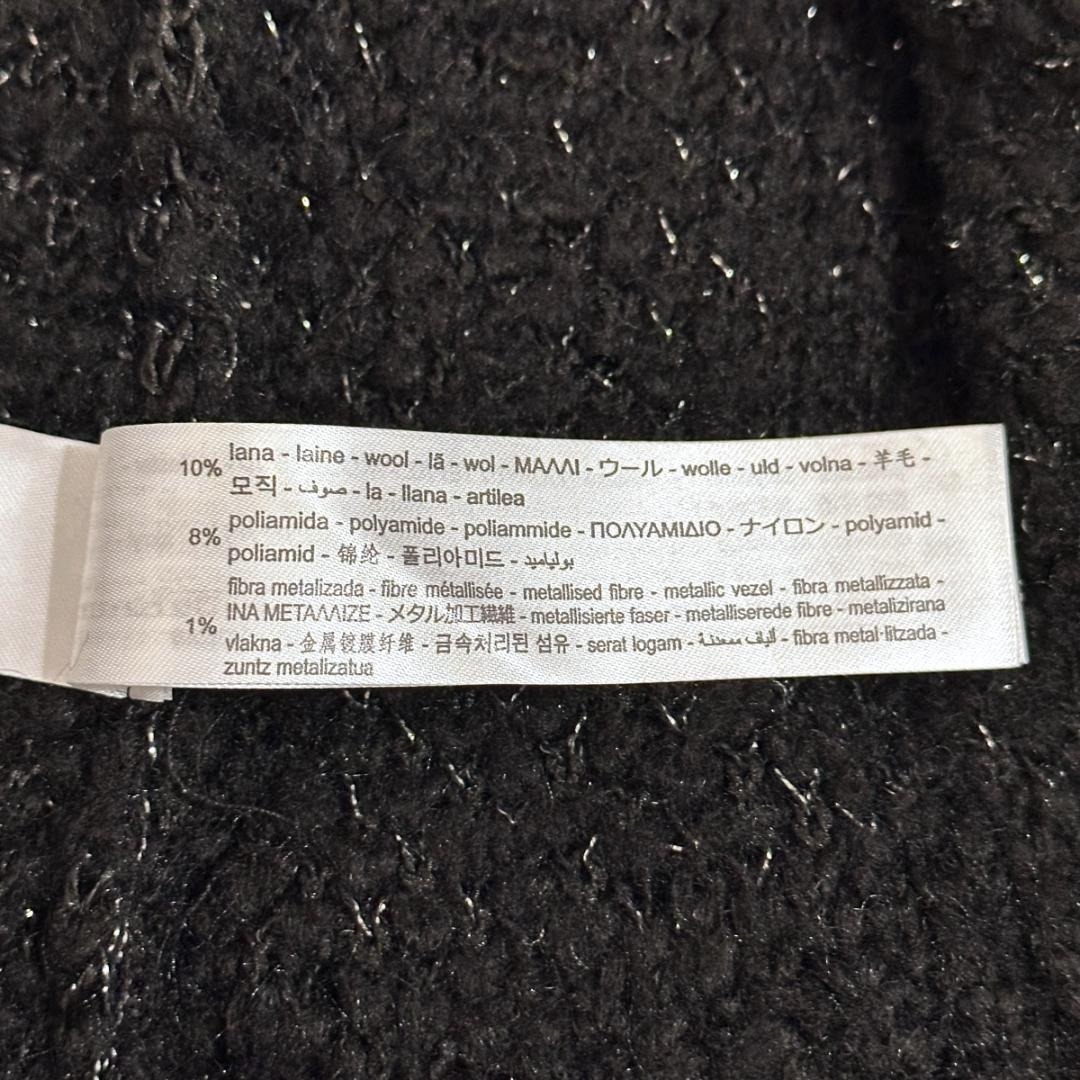 10% lana - laine - wool - lã - wol - ΜΑΛΛΙ - ウール - wolle - uld - volna - 羊毛 -
모직 - صوف - la - llana - artilea
8% poliamida - polyamide - poliammide - ΠΟΛΥΑΜΙΔΙΟ - ナイロン - polyamid -
poliamid - 锦纶 - 폴리아미드 - بولياميد
fibra metalizada - fibre métallisée - metallised fibre - metallic vezel - fibra metallizzata -
1% ΙΝΑ ΜΕΤΑΛΛΙΖΕ - メタル加工繊維 - metallisierte faser - metalliserede fibre - metalizirana
vlakna - 金属镀膜纤维 - 금속처리된 섬유 - serat logam - ألياف ممعدنة - fibra metal·litzada -
zuntz metalizatua